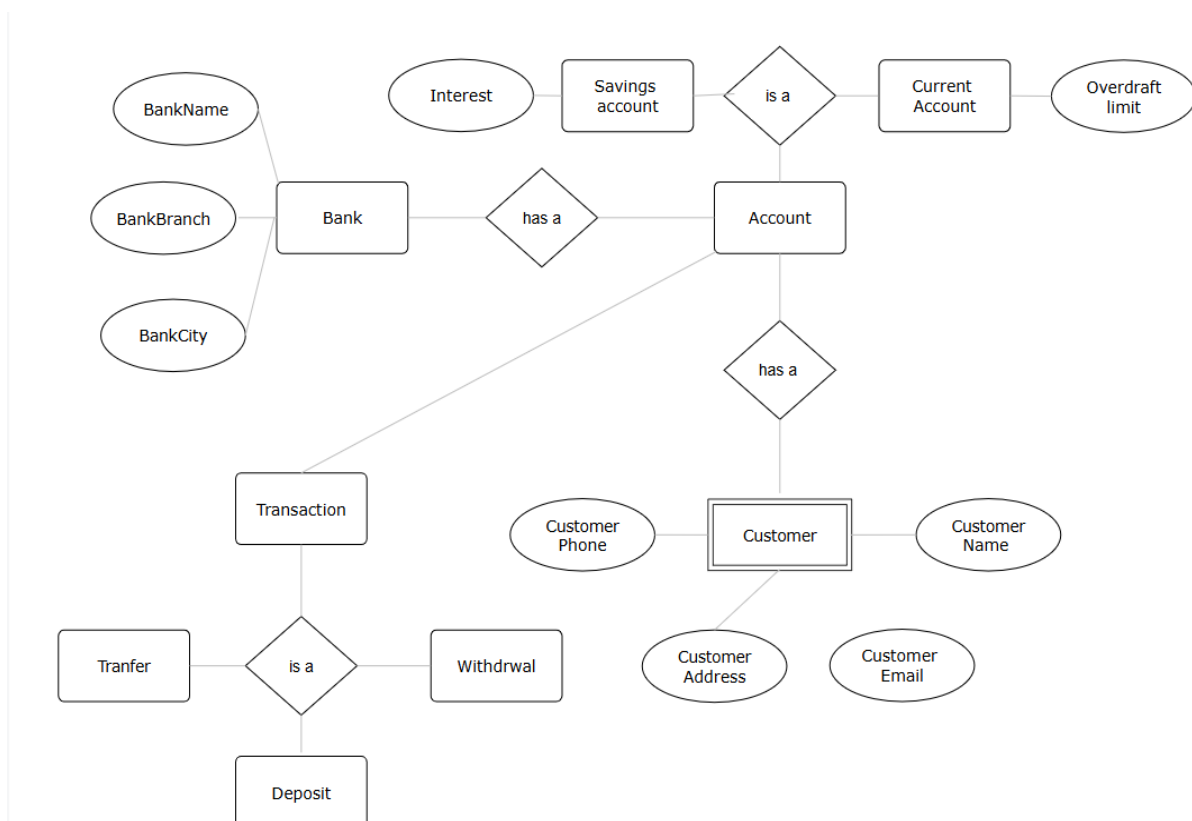 BankName
Interest
Savings
account
is a
Current
Account
Overdraft
limit
BankBranch
Bank
has a
Account
BankCity
has a
Transaction
Customer
Phone
Customer
Customer
Name
Tranfer
is a
Withdrwal
Customer
Address
Customer
Email
Deposit